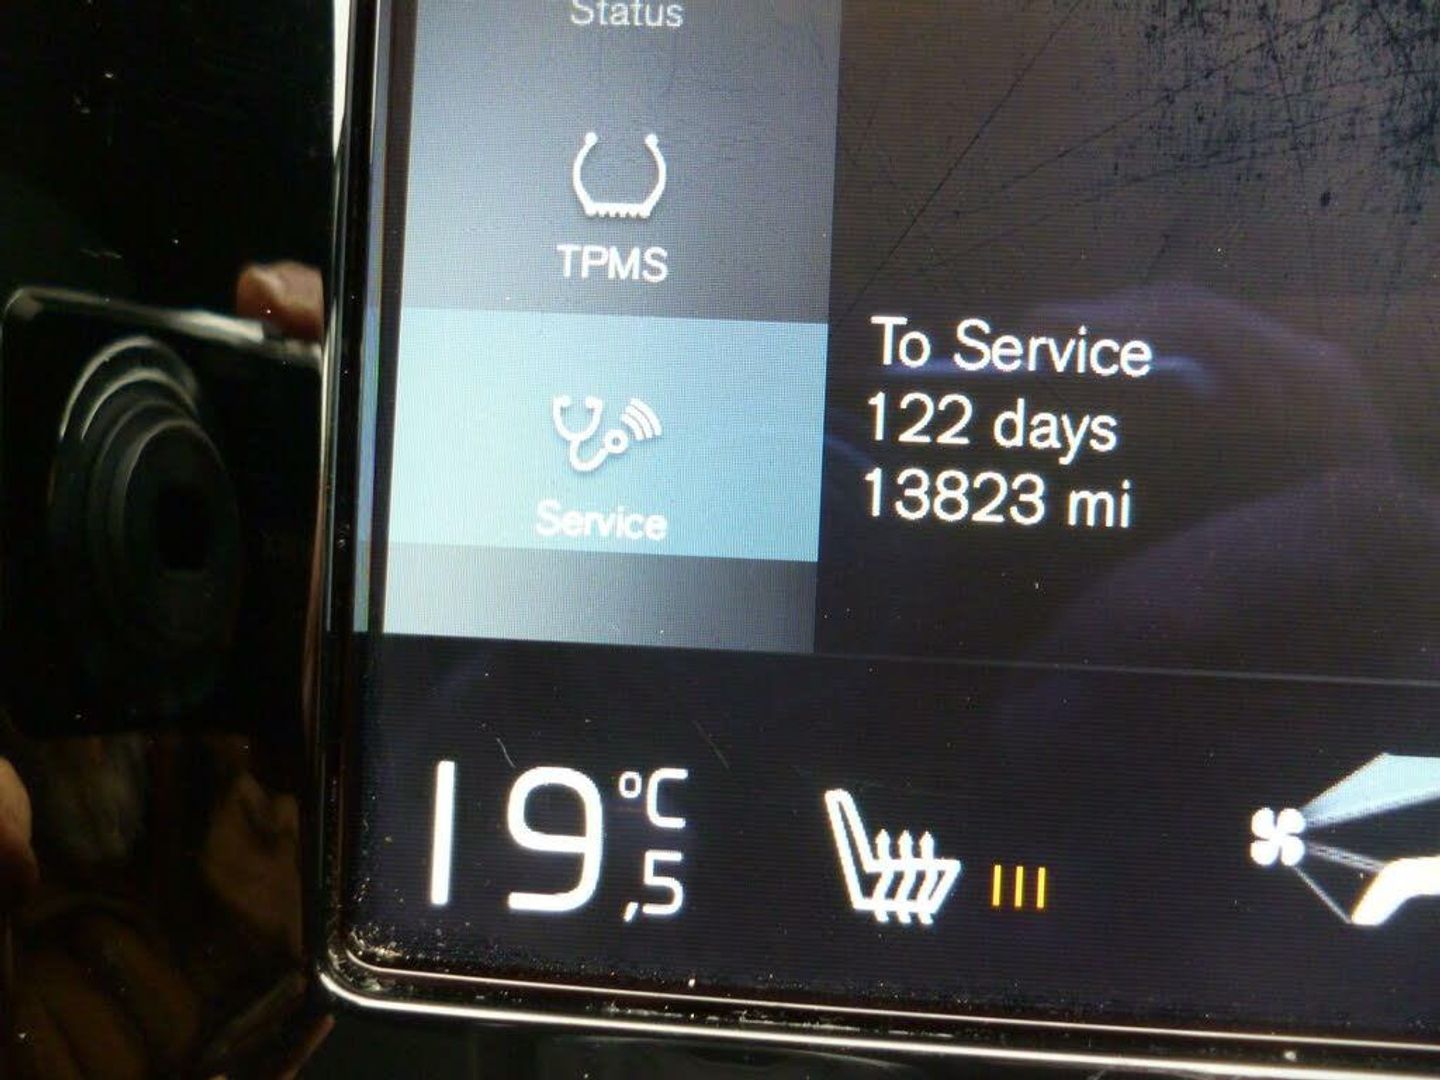 Status
TPMS
Service
To Service
122 days
13823 mi
19,5 °C